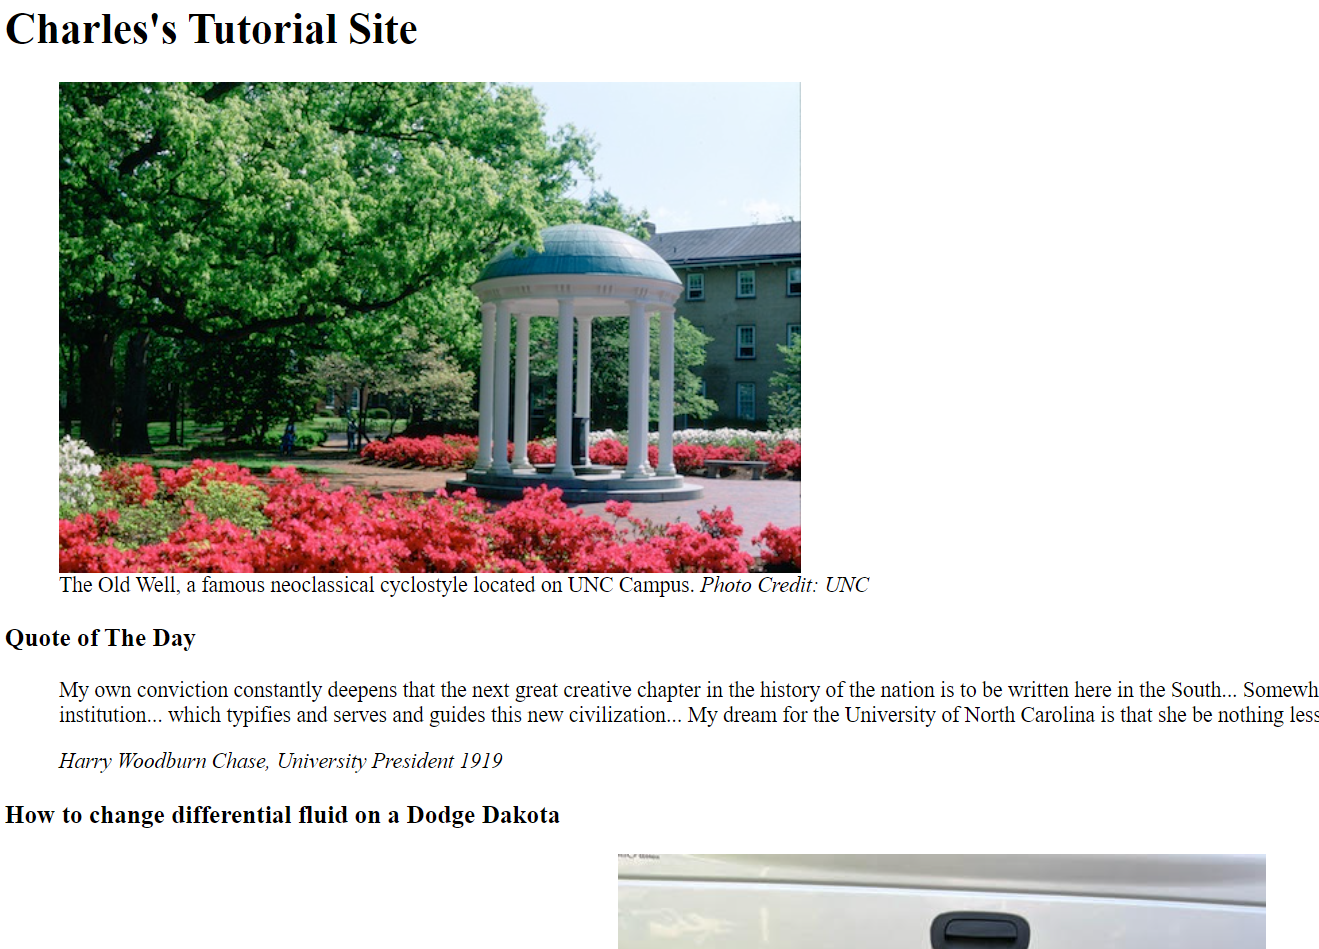 Charles's Tutorial Site
The Old Well, a famous neoclassical cyclostyle located on UNC Campus. Photo Credit: UNC
Quote of The Day
My own conviction constantly deepens that the next great creative chapter in the history of the nation is to be written here in the South... Somewh
institution... which typifies and serves and guides this new civilization... My dream for the University of North Carolina is that she be nothing less
Harry Woodburn Chase, University President 1919
How to change differential fluid on a Dodge Dakota